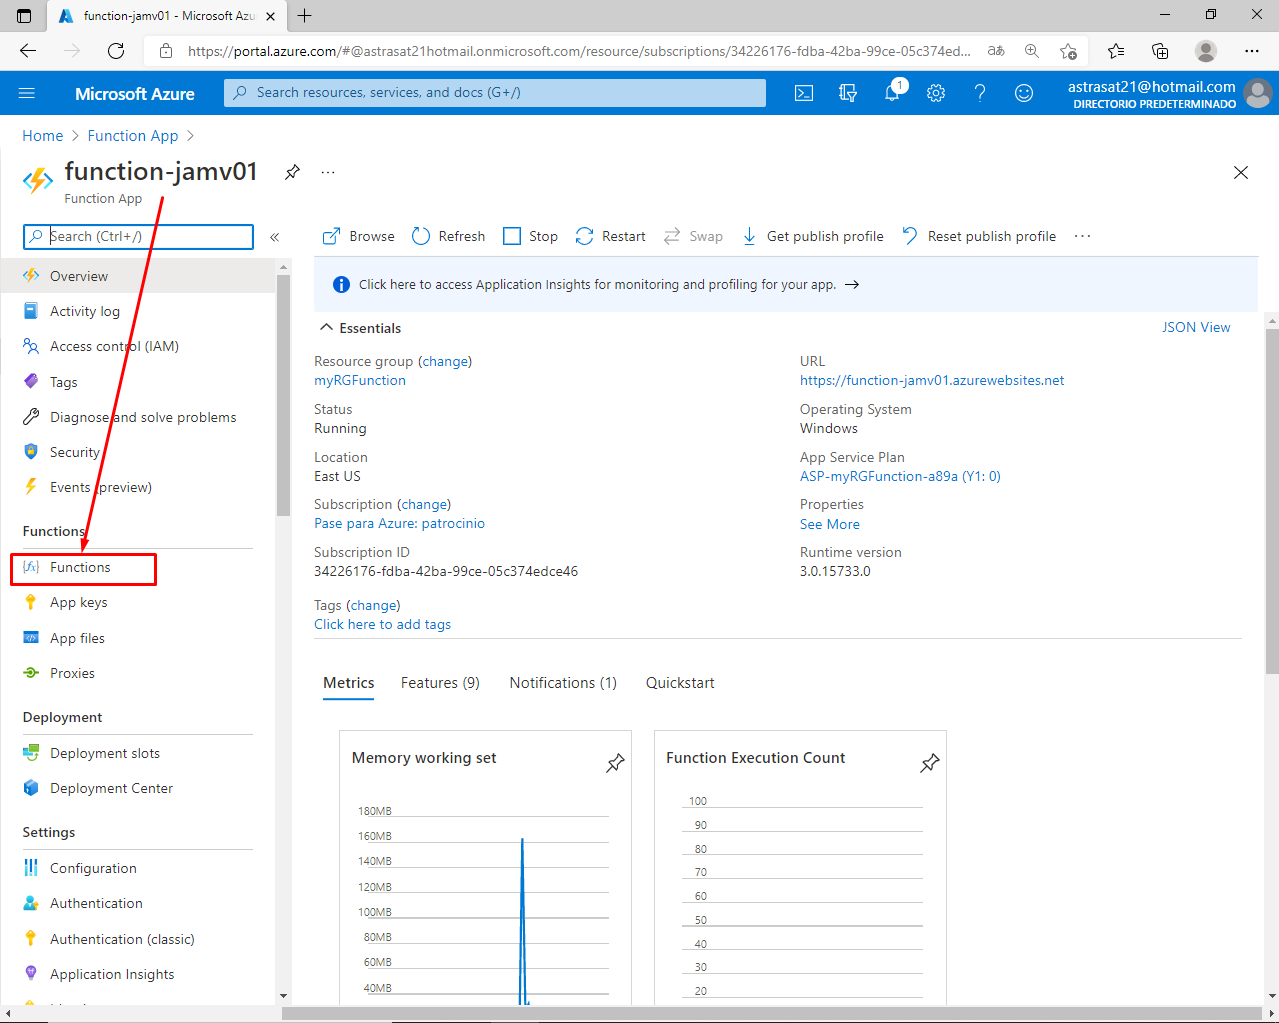 function-jamv01 - Microsoft Azu
https://portal.azure.com/#@astrasat21hotmail.onmicrosoft.com/resource/subscriptions/34226176-fdba-42ba-99ce-05c374ed...
aあ
Microsoft Azure
Search resources, services, and docs (G+/)
1
astrasat21@hotmail.com
DIRECTORIO PREDETERMINADO
Home > Function App >
function-jamv01
Function App
Search (Ctrl+/)
«
Overview
Activity log
Access control (IAM)
Tags
Diagnose and solve problems
Security
Events (preview)
Functions
Functions
App keys
App files
Proxies
Deployment
Deployment slots
Deployment Center
Settings
Configuration
Authentication
Authentication (classic)
Application Insights
Browse Refresh Stop Restart Swap Get publish profile Reset publish profile ...
Click here to access Application Insights for monitoring and profiling for your app. →
Essentials
JSON View
Resource group (change)
myRGFunction
Status
Running
Location
East US
Subscription (change)
Pase para Azure: patrocinio
Subscription ID
34226176-fdba-42ba-99ce-05c374edce46
Tags (change)
Click here to add tags
URL
https://function-jamv01.azurewebsites.net
Operating System
Windows
App Service Plan
ASP-myRGFunction-a89a (Y1: 0)
Properties
See More
Runtime version
3.0.15733.0
Metrics Features (9) Notifications (1) Quickstart
Memory working set
180MB
160MB
140MB
120MB
100MB
80MB
60MB
40MB
Function Execution Count
100
90
80
70
60
50
40
30
20